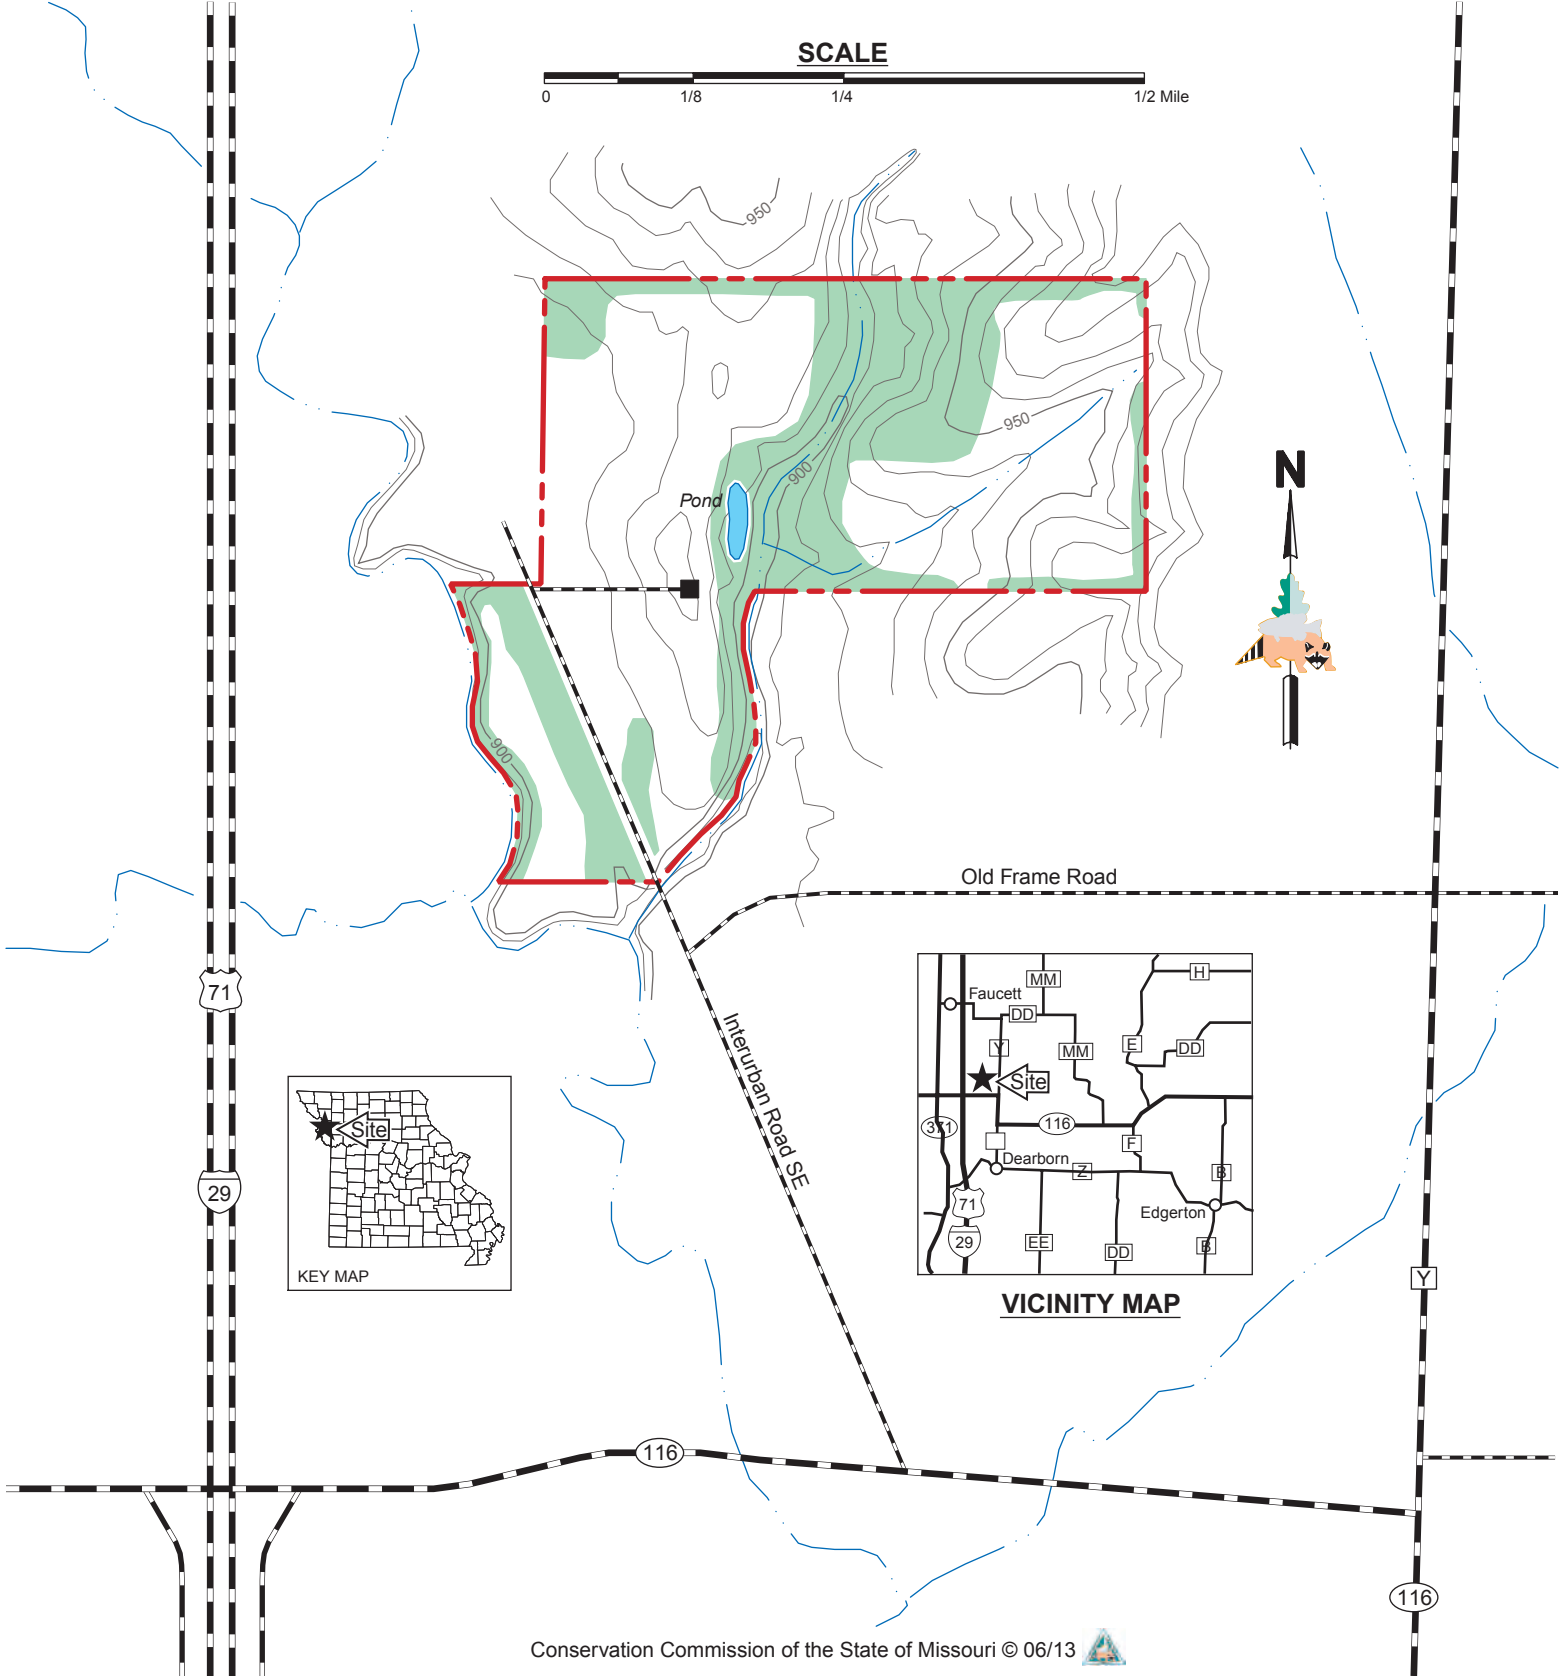 SCALE
0 1/8 1/4 1/2 Mile
950
950
900
Pond
N
900
Old Frame Road
71
Interurban Road SE
29
Site
KEY MAP
MM
H
Faucett
DD
Y
MM
E
DD
Site
371
116
F
Dearborn
Z
B
71
Edgerton
29
EE
DD
B
VICINITY MAP
Y
116
116
Conservation Commission of the State of Missouri © 06/13